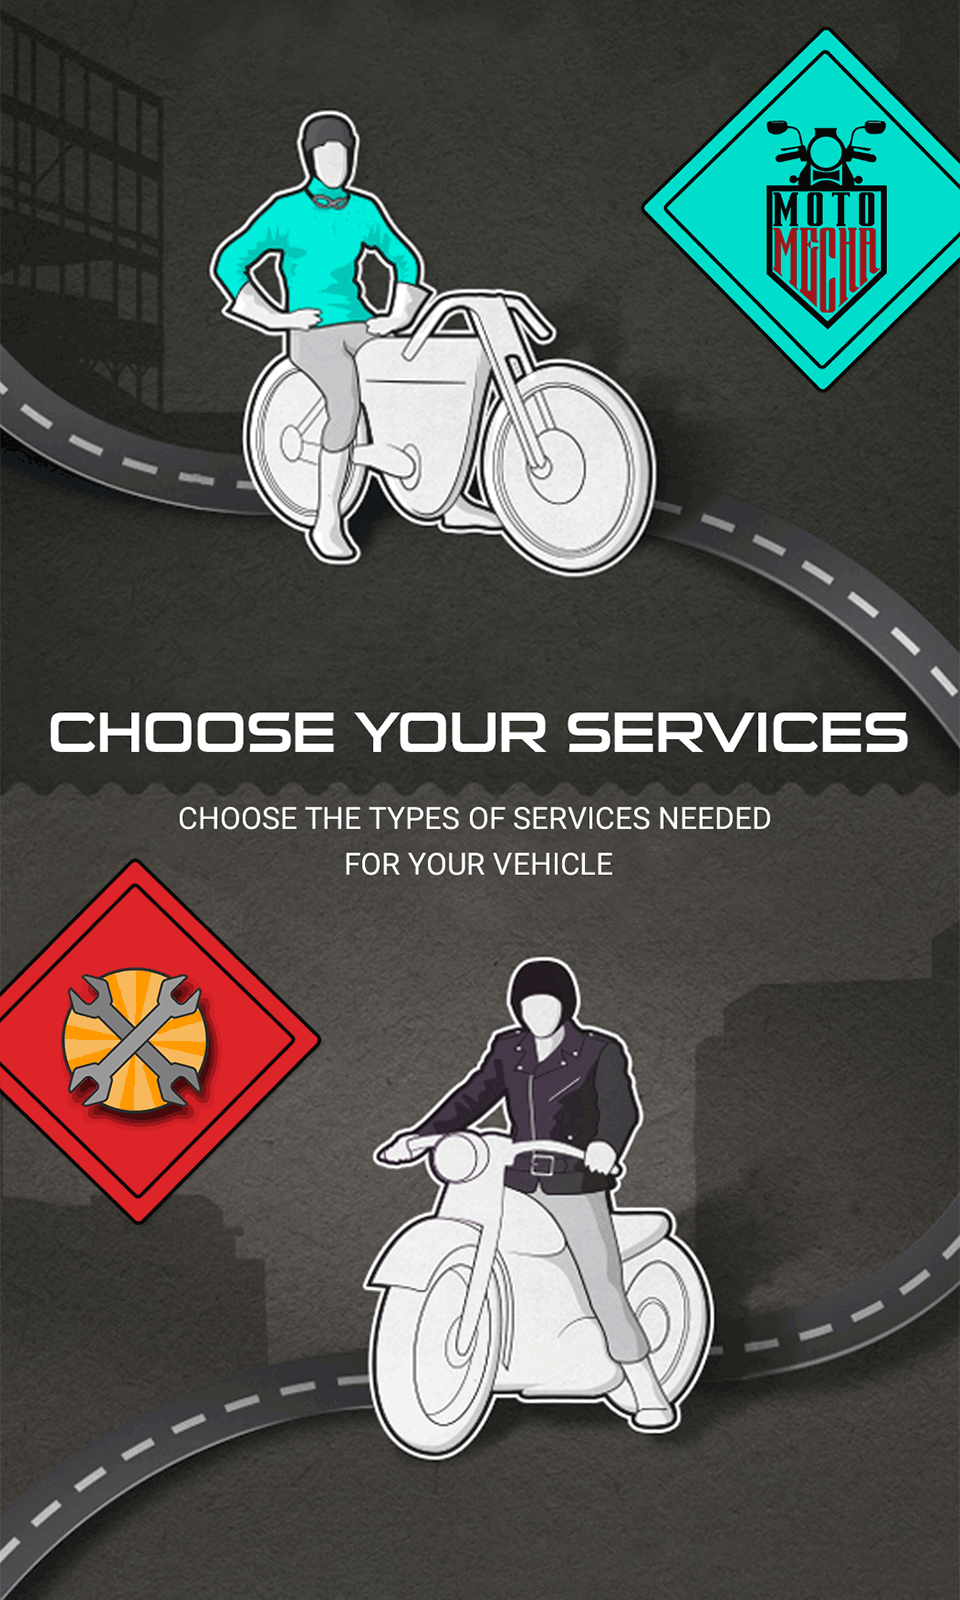 MOTO
MECHA
CHOOSE YOUR SERVICES
CHOOSE THE TYPES OF SERVICES NEEDED
FOR YOUR VEHICLE